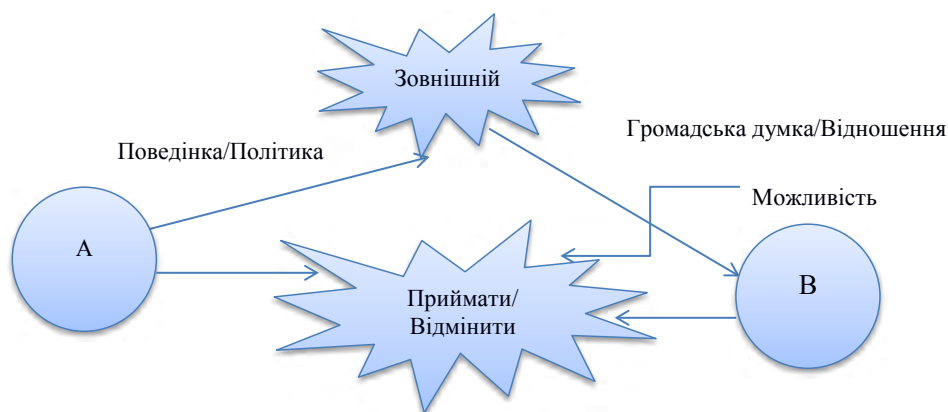 Зовнішній
Громадська думка/Відношення
Поведінка/Політика
Можливість
А
В
Приймати/
Відмінити